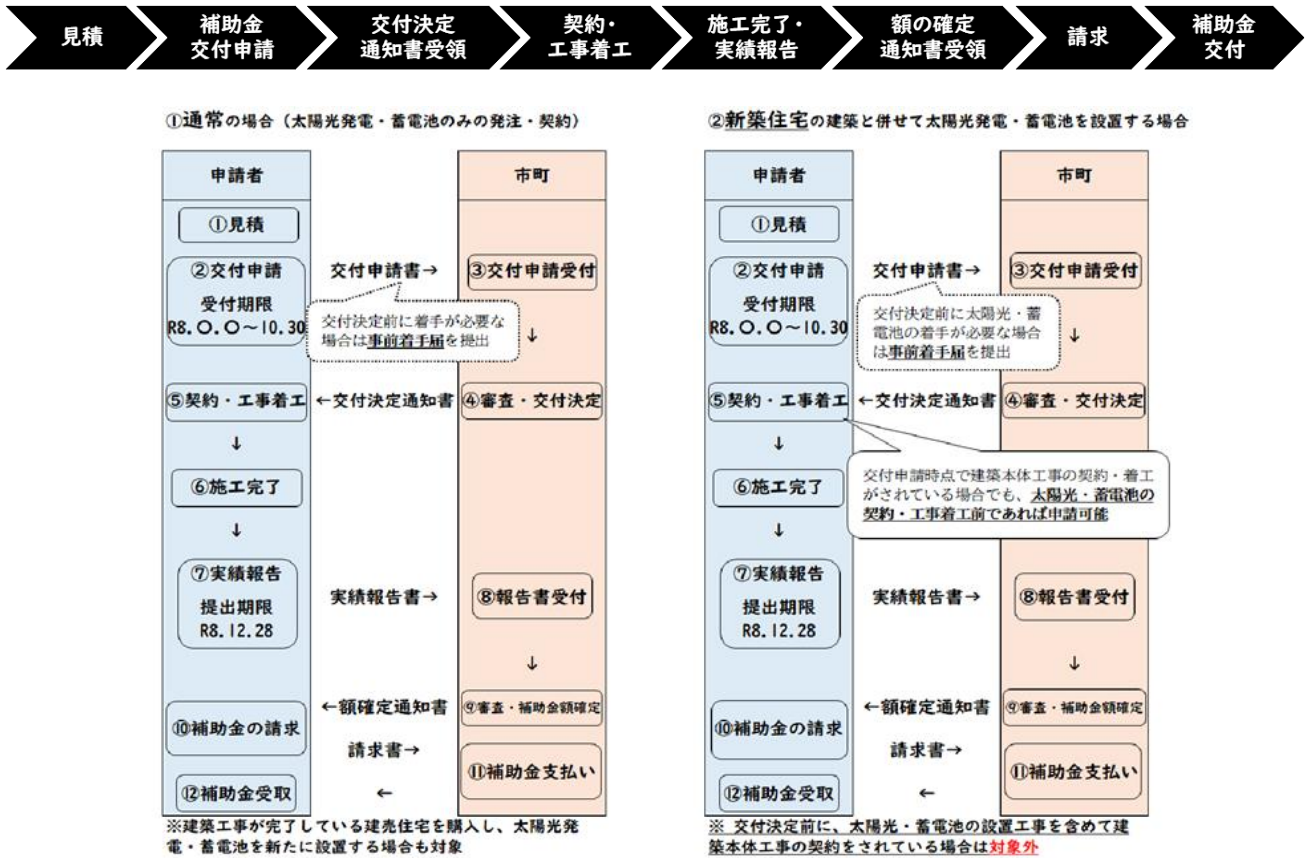 見積
補助金
交付申請
交付決定
通知書受領
契約・
工事着工
施工完了・
実績報告
額の確定
通知書受領
請求
補助金
交付
①通常の場合（太陽光発電・蓄電池のみの発注・契約）
申請者
市町
①見積
②交付申請
受付期限
R8.○.○～10.30
交付申請書→
③交付申請受付
交付決定前に着手が必要な
場合は事前着手届を提出
↓
⑤契約・工事着工
←交付決定通知書
④審査・交付決定
↓
⑥施工完了
↓
⑦実績報告
提出期限
R8.12.28
実績報告書→
⑧報告書受付
↓
←額確定通知書
⑨審査・補助金額確定
⑩補助金の請求
請求書→
⑪補助金支払い
⑫補助金受取
←
※建築工事が完了している建売住宅を購入し、太陽光発
電・蓄電池を新たに設置する場合も対象
②新築住宅の建築と併せて太陽光発電・蓄電池を設置する場合
申請者
市町
①見積
②交付申請
受付期限
R8.○.○～10.30
交付申請書→
③交付申請受付
交付決定前に太陽光・蓄
電池の着手が必要な場合
は事前着手届を提出
↓
⑤契約・工事着工
←交付決定通知書
④審査・交付決定
↓
交付申請時点で建築本体工事の契約・着工
がされている場合でも、太陽光・蓄電池の
契約・工事着工前であれば申請可能
⑥施工完了
↓
⑦実績報告
提出期限
R8.12.28
実績報告書→
⑧報告書受付
↓
←額確定通知書
⑨審査・補助金額確定
⑩補助金の請求
請求書→
⑪補助金支払い
⑫補助金受取
←
※ 交付決定前に、太陽光・蓄電池の設置工事を含めて建
築本体工事の契約をされている場合は対象外